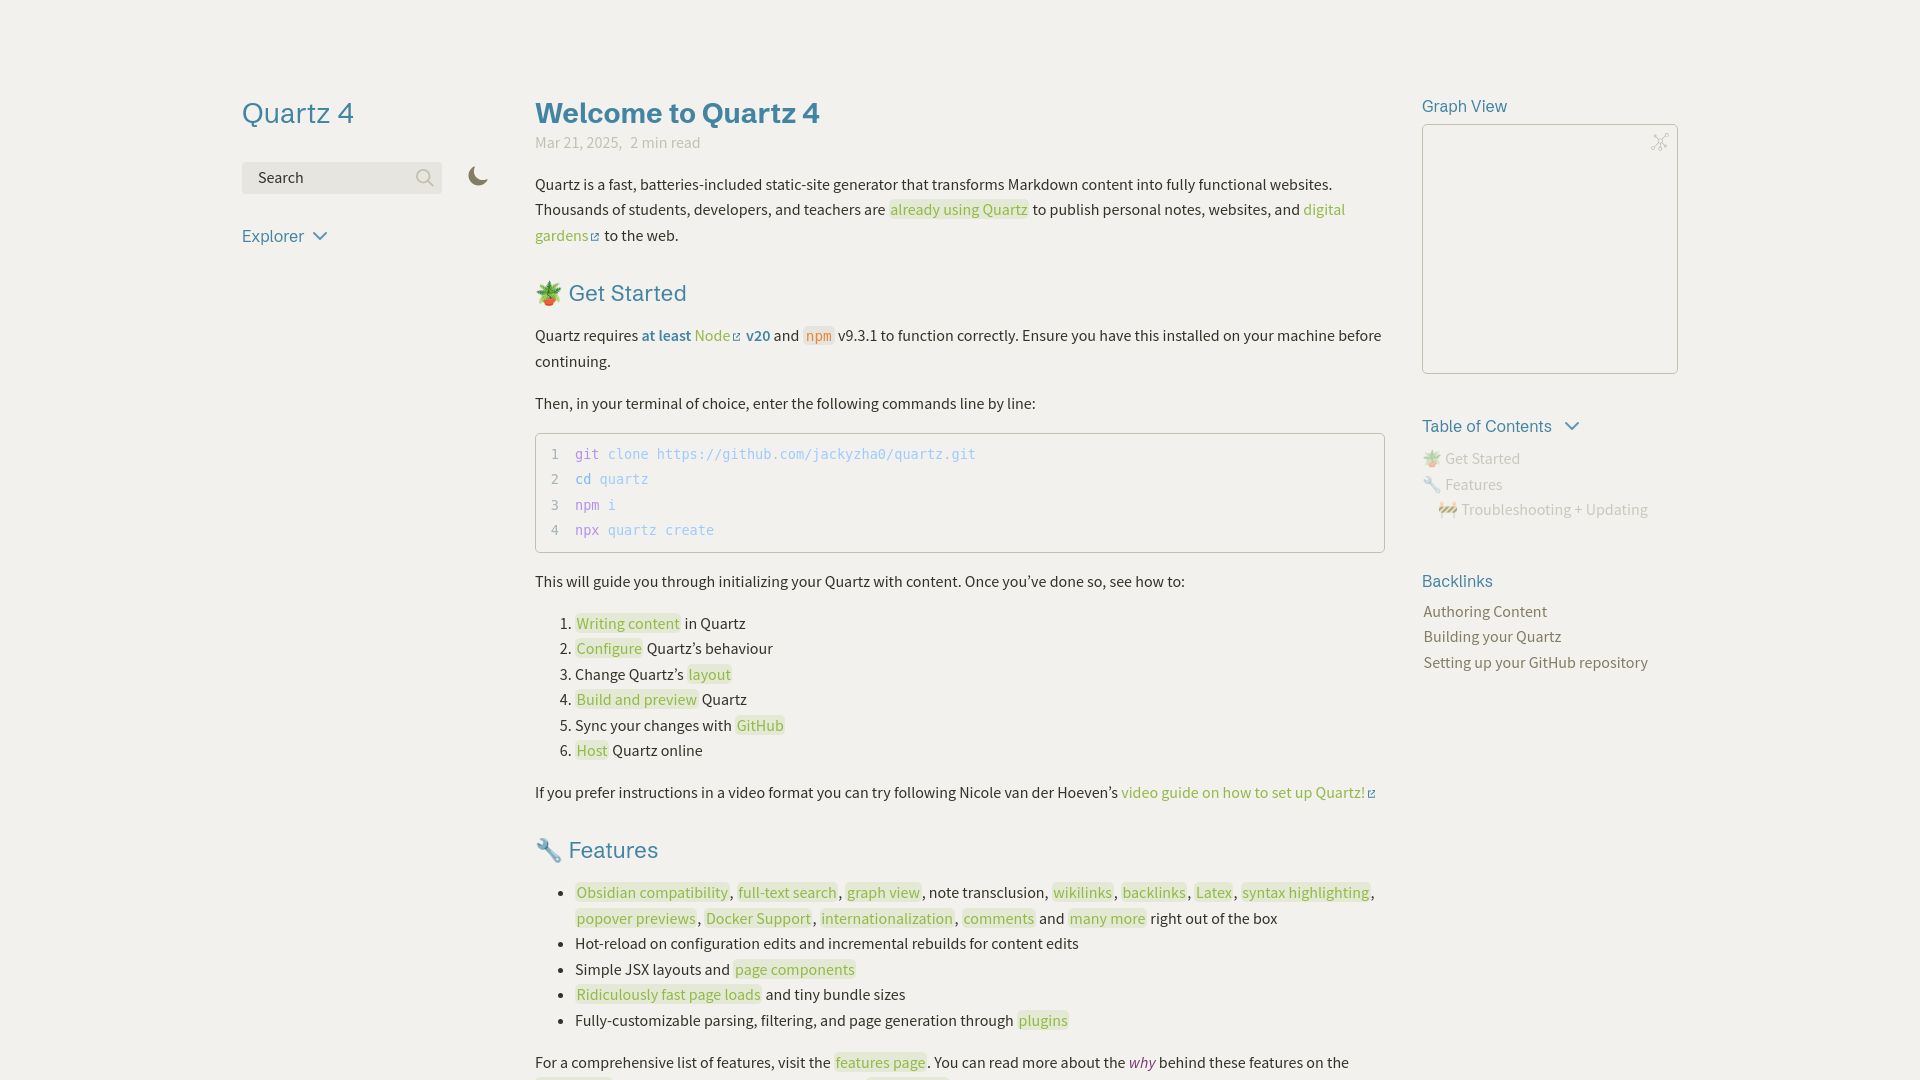 Quartz 4
Search
Explorer
Welcome to Quartz 4
Mar 21, 2025, 2 min read
Quartz is a fast, batteries-included static-site generator that transforms Markdown content into fully functional websites.
Thousands of students, developers, and teachers are already using Quartz to publish personal notes, websites, and digital
gardens to the web.
🪴 Get Started
Quartz requires at least Node v20 and npm v9.3.1 to function correctly. Ensure you have this installed on your machine before
continuing.
Then, in your terminal of choice, enter the following commands line by line:
1 git clone https://github.com/jackyzha0/quartz.git
2 cd quartz
3 npm i
4 npx quartz create
This will guide you through initializing your Quartz with content. Once you’ve done so, see how to:
1. Writing content in Quartz
2. Configure Quartz’s behaviour
3. Change Quartz’s layout
4. Build and preview Quartz
5. Sync your changes with GitHub
6. Host Quartz online
If you prefer instructions in a video format you can try following Nicole van der Hoeven’s video guide on how to set up Quartz!
🔧 Features
• Obsidian compatibility, full-text search, graph view, note transclusion, wikilinks, backlinks, Latex, syntax highlighting,
popover previews, Docker Support, internationalization, comments and many more right out of the box
• Hot-reload on configuration edits and incremental rebuilds for content edits
• Simple JSX layouts and page components
• Ridiculously fast page loads and tiny bundle sizes
• Fully-customizable parsing, filtering, and page generation through plugins
For a comprehensive list of features, visit the features page. You can read more about the why behind these features on the
Graph View
Table of Contents
🪴 Get Started
🔧 Features
🚧 Troubleshooting + Updating
Backlinks
Authoring Content
Building your Quartz
Setting up your GitHub repository